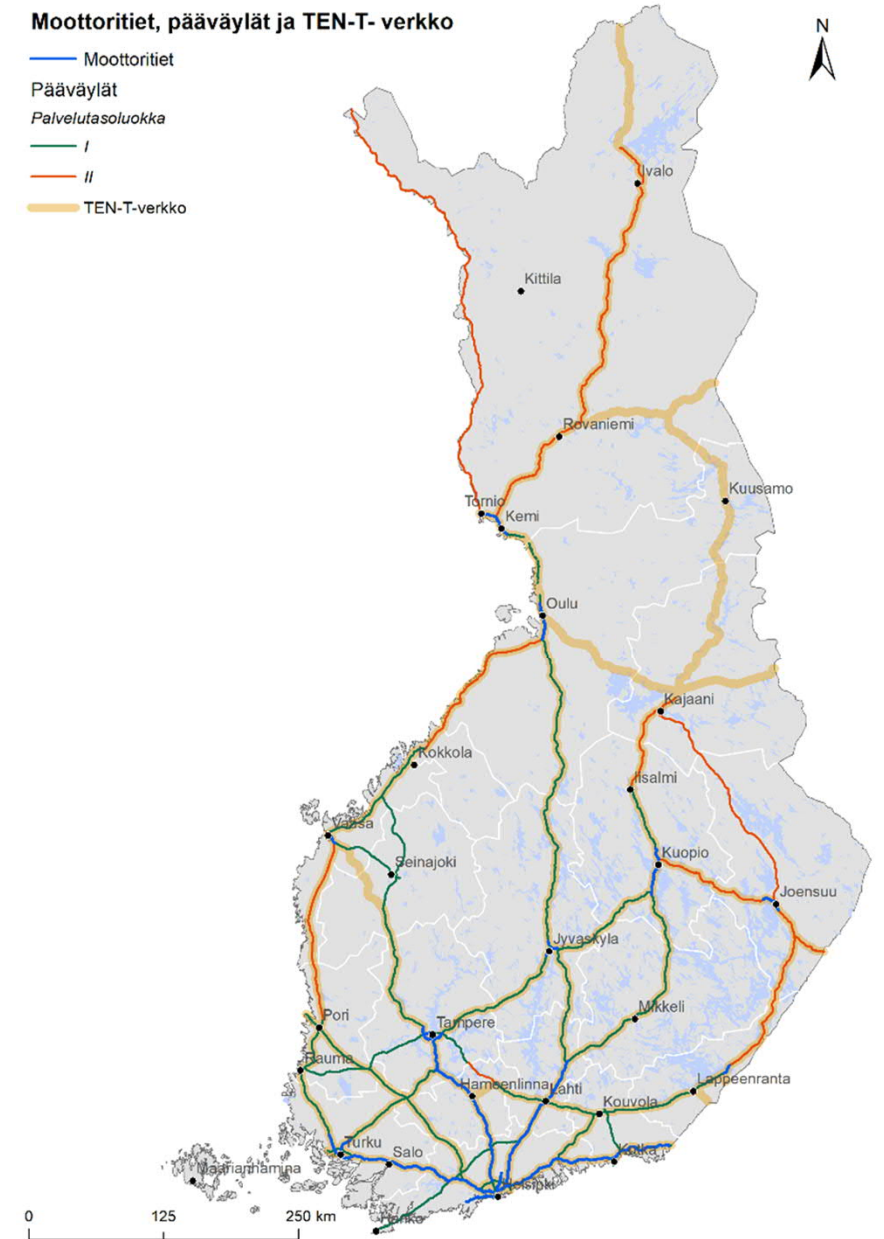 Moottoritiet, pääväylät ja TEN-T- verkko
N
Moottoritiet
Pääväylät
Palvelutasoluokka
I
II
TEN-T-verkko
Ivalo
Kittila
Rovaniemi
Kuusamo
Tornio
Kemi
Oulu
Kajaani
Kokkola
Iisalmi
Vaasa
Kuopio
Seinajoki
Joensuu
Jyvaskyla
Mikkeli
Pori
Tampere
Rauma
Hameenlinna
Lahti
Lappeenranta
Kouvola
Turku
Salo
Kotka
Maarianhamina
Helsinki
Hanko
0 125 250 km